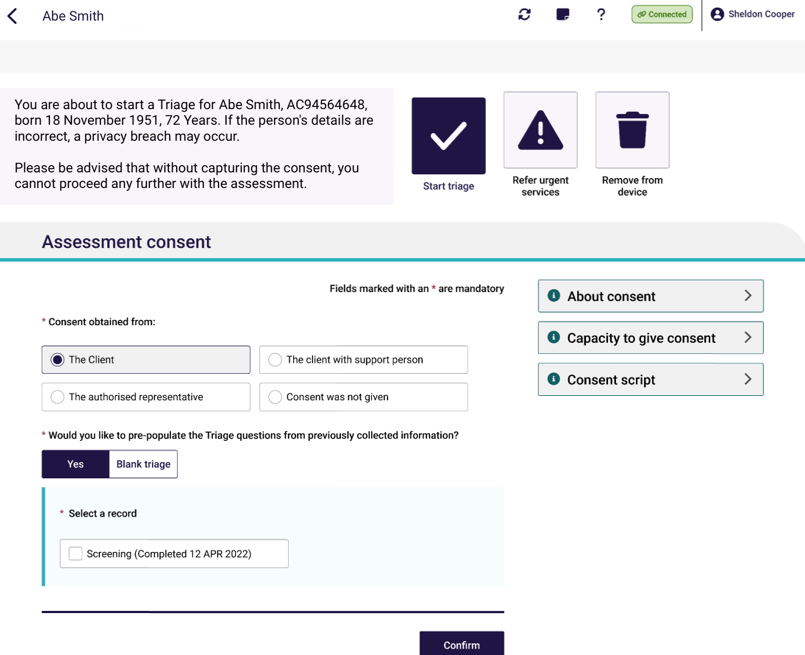 Abe Smith
?
Connected
Sheldon Cooper
You are about to start a Triage for Abe Smith, AC94564648,
born 18 November 1951, 72 Years. If the person's details are
incorrect, a privacy breach may occur.
Please be advised that without capturing the consent, you
cannot proceed any further with the assessment.
Start triage
Refer urgent
services
Remove from
device
Assessment consent
Fields marked with an * are mandatory
* Consent obtained from:
The Client
The client with support person
The authorised representative
Consent was not given
* Would you like to pre-populate the Triage questions from previously collected information?
Yes
Blank triage
* Select a record
Screening (Completed 12 APR 2022)
Confirm
About consent
Capacity to give consent
Consent script